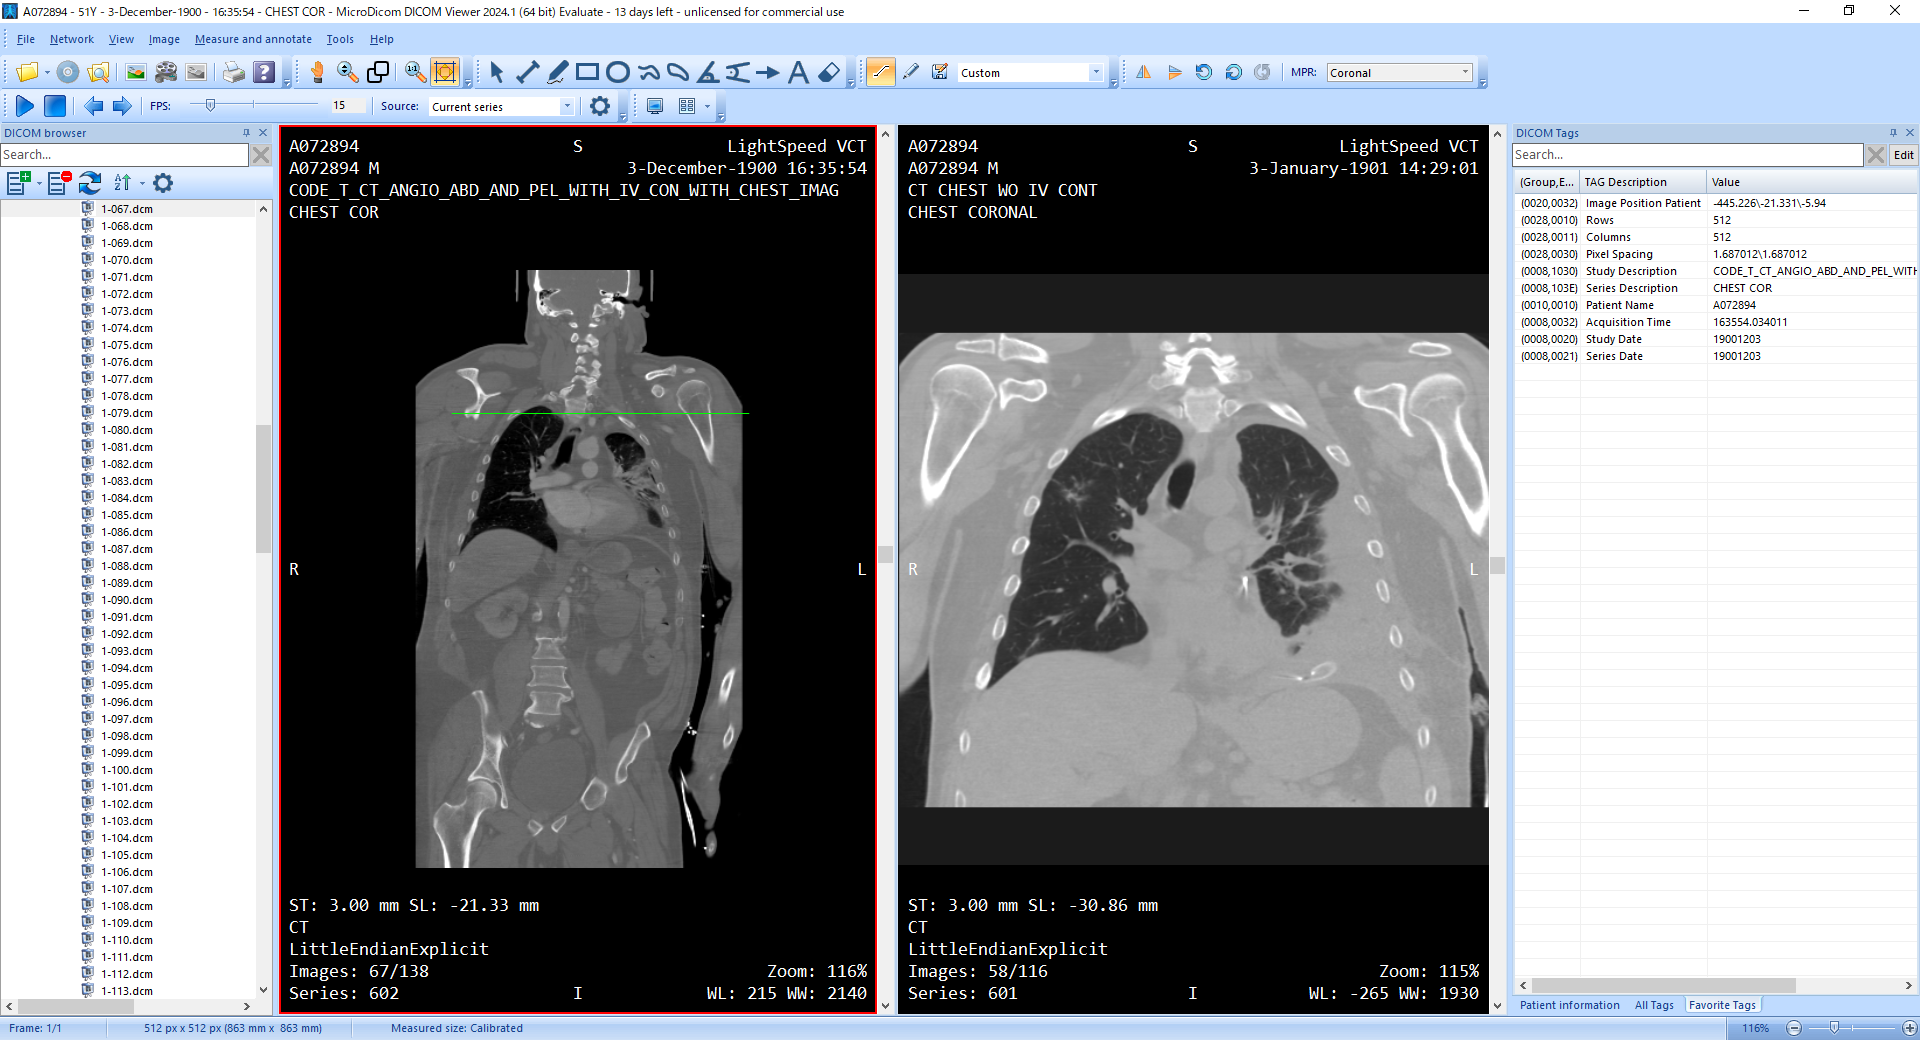 A072894 - 51Y - 3-December-1900 - 16:35:54 - CHEST COR - MicroDicom DICOM Viewer 2024.1 (64 bit) Evaluate - 13 days left - unlicensed for commercial use
File Network View Image Measure and annotate Tools Help
1:1 Custom MPR: Coronal
FPS: 15 Source: Current series
DICOM browser
Search...
1-067.dcm
1-068.dcm
1-069.dcm
1-070.dcm
1-071.dcm
1-072.dcm
1-073.dcm
1-074.dcm
1-075.dcm
1-076.dcm
1-077.dcm
1-078.dcm
1-079.dcm
1-080.dcm
1-081.dcm
1-082.dcm
1-083.dcm
1-084.dcm
1-085.dcm
1-086.dcm
1-087.dcm
1-088.dcm
1-089.dcm
1-090.dcm
1-091.dcm
1-092.dcm
1-093.dcm
1-094.dcm
1-095.dcm
1-096.dcm
1-097.dcm
1-098.dcm
1-099.dcm
1-100.dcm
1-101.dcm
1-102.dcm
1-103.dcm
1-104.dcm
1-105.dcm
1-106.dcm
1-107.dcm
1-108.dcm
1-109.dcm
1-110.dcm
1-111.dcm
1-112.dcm
1-113.dcm
A072894 S LightSpeed VCT
A072894 M 3-December-1900 16:35:54
CODE_T_CT_ANGIO_ABD_AND_PEL_WITH_IV_CON_WITH_CHEST_IMAG
CHEST COR
R L
ST: 3.00 mm SL: -21.33 mm
CT
LittleEndianExplicit
Images: 67/138 Zoom: 116%
Series: 602 I WL: 215 WW: 2140
A072894 S LightSpeed VCT
A072894 M 3-January-1901 14:29:01
CT CHEST WO IV CONT
CHEST CORONAL
R L
ST: 3.00 mm SL: -30.86 mm
CT
LittleEndianExplicit
Images: 58/116 Zoom: 115%
Series: 601 I WL: -265 WW: 1930
DICOM Tags
Search... Edit
(Group,E... TAG Description Value
(0020,0032) Image Position Patient -445.226\-21.331\-5.94
(0028,0010) Rows 512
(0028,0011) Columns 512
(0028,0030) Pixel Spacing 1.687012\1.687012
(0008,1030) Study Description CODE_T_CT_ANGIO_ABD_AND_PEL_WITH
(0008,103E) Series Description CHEST COR
(0010,0010) Patient Name A072894
(0008,0032) Acquisition Time 163554.034011
(0008,0020) Study Date 19001203
(0008,0021) Series Date 19001203
Patient information All Tags Favorite Tags
Frame: 1/1 512 px x 512 px (863 mm x 863 mm) Measured size: Calibrated 116%